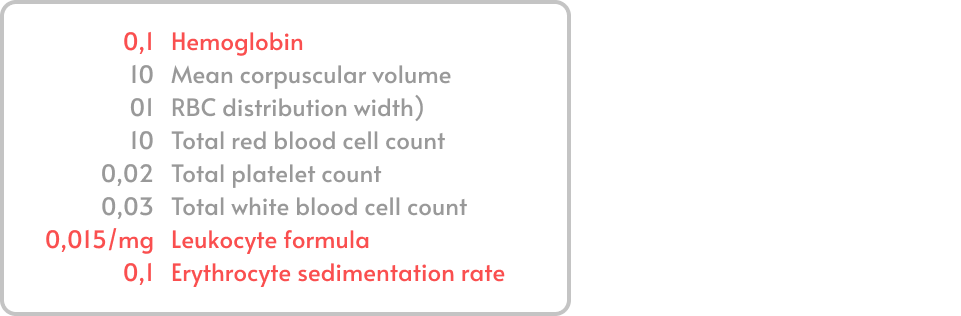 0,1 Hemoglobin
10 Mean corpuscular volume
01 RBC distribution width)
10 Total red blood cell count
0,02 Total platelet count
0,03 Total white blood cell count
0,015/mg Leukocyte formula
0,1 Erythrocyte sedimentation rate